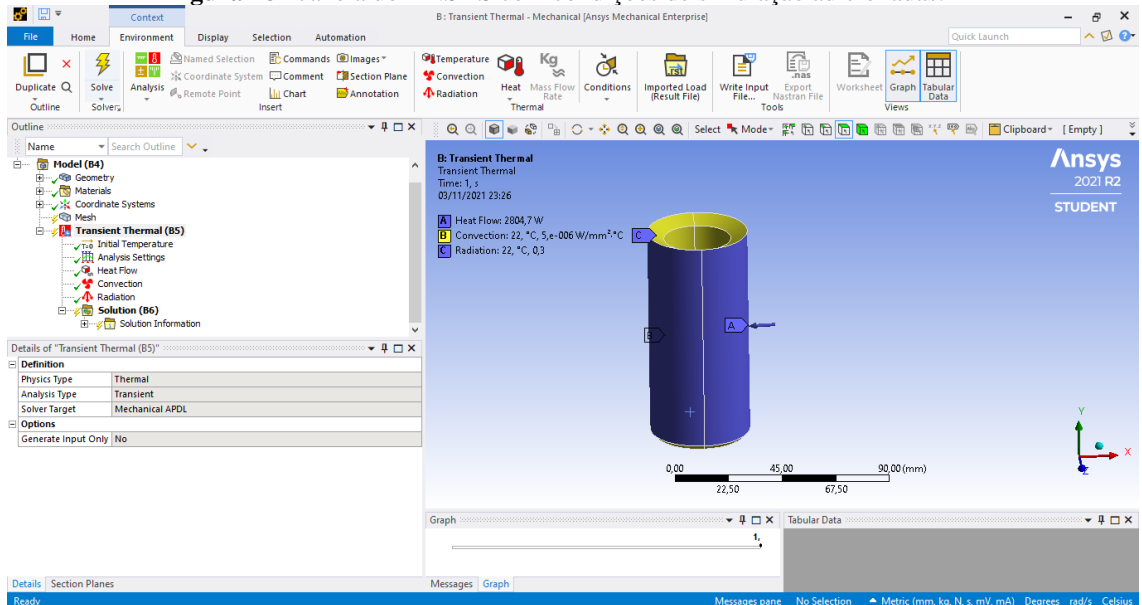 B : Transient Thermal - Mechanical [Ansys Mechanical Enterprise]
Context
File Home Environment Display Selection Automation
Quick Launch
Duplicate Q
Outline
Solve
Solver
Analysis
Named Selection
Coordinate System
Remote Point
Commands
Comment
Chart
Images
Section Plane
Annotation
Insert
Temperature
Convection
Radiation
Heat
Mass Flow Rate
Thermal
Conditions
Imported Load (Result File)
Write Input File...
Export Nastran File
Tools
Worksheet
Graph
Tabular Data
Views
Outline
Name
Search Outline
Select Mode
Clipboard [ Empty ]
Model (B4)
Geometry
Materials
Coordinate Systems
Mesh
Transient Thermal (B5)
Initial Temperature
Analysis Settings
Heat Flow
Convection
Radiation
Solution (B6)
Solution Information
B: Transient Thermal
Transient Thermal
Time: 1, s
03/11/2021 23:26
A Heat Flow: 2804,7 W
B Convection: 22, °C, 5,e-006 W/mm²·°C
C Radiation: 22, °C, 0,3
Ansys
2021 R2
STUDENT
C
A
B
Y
X
Z
0,00 45,00 90,00 (mm)
22,50 67,50
Details of "Transient Thermal (B5)"
Definition
Physics Type Thermal
Analysis Type Transient
Solver Target Mechanical APDL
Options
Generate Input Only No
Graph
1,
Tabular Data
Details Section Planes
Messages Graph
Ready
Messages pane No Selection Metric (mm, kg, N, s, mV, mA) Degrees rad/s Celsius